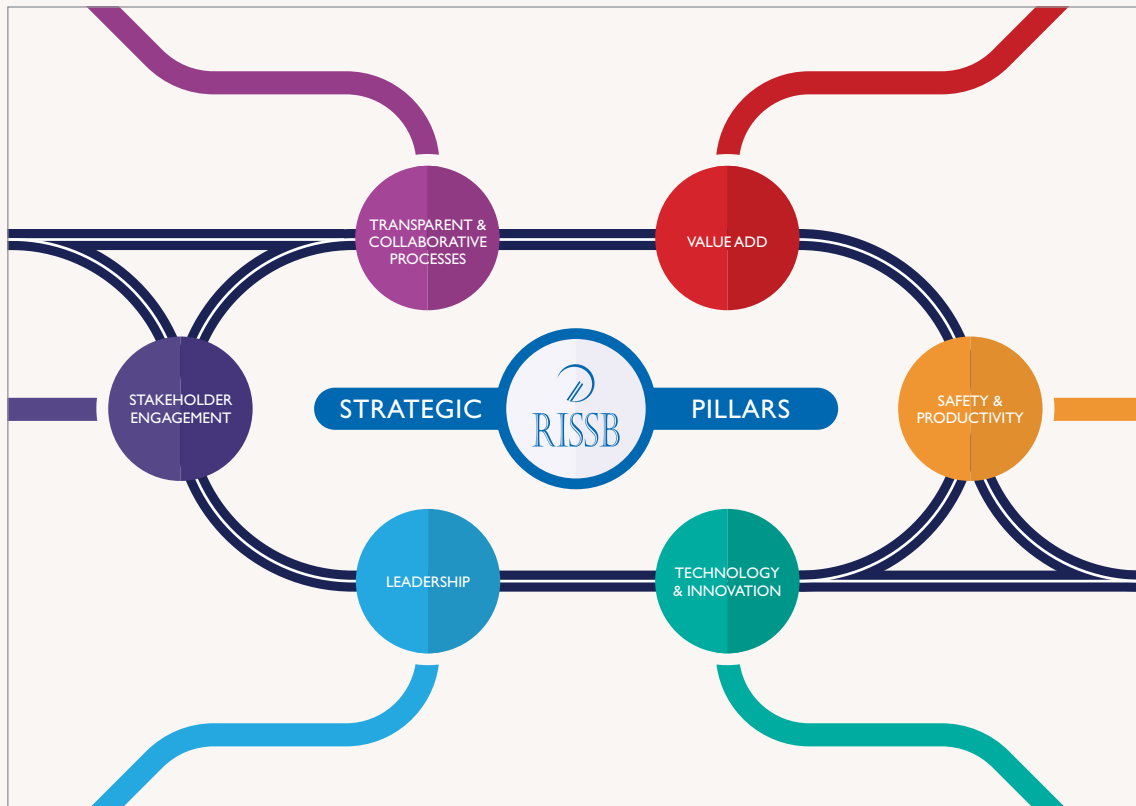 TRANSPARENT &
COLLABORATIVE
PROCESSES
VALUE ADD
STAKEHOLDER
ENGAGEMENT
STRATEGIC
RISSB
PILLARS
SAFETY &
PRODUCTIVITY
LEADERSHIP
TECHNOLOGY
& INNOVATION